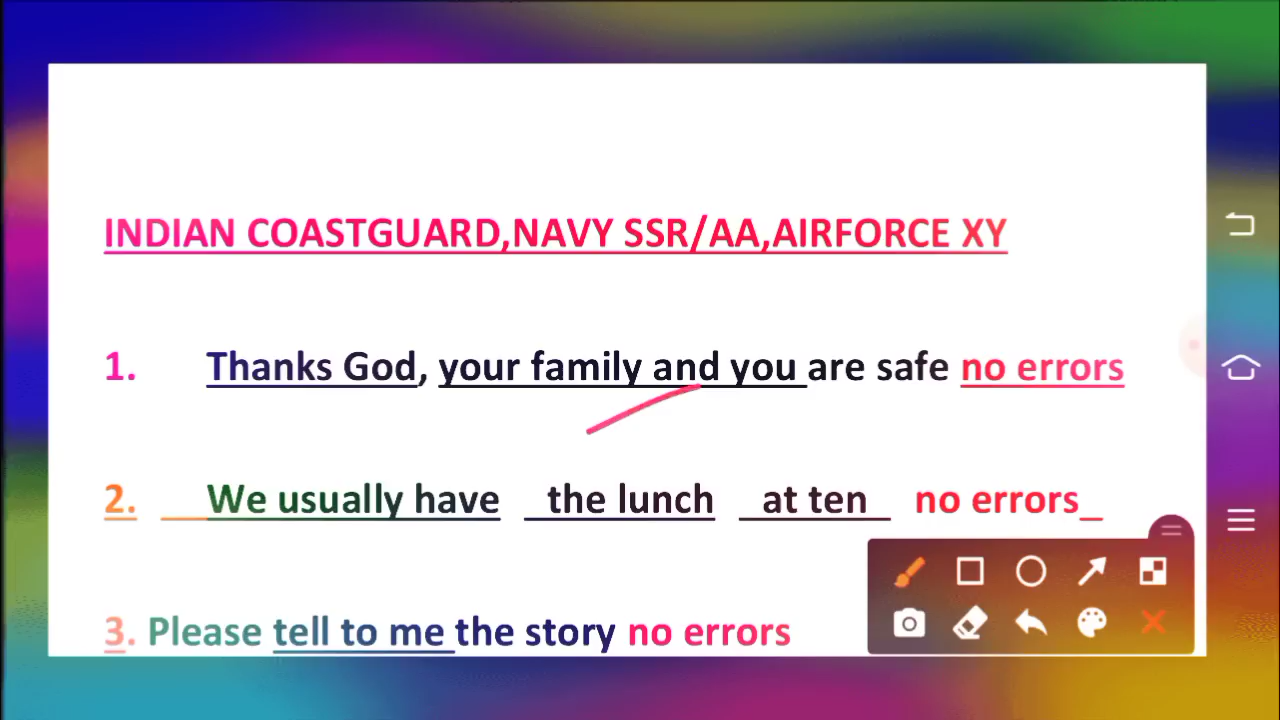 INDIAN COASTGUARD,NAVY SSR/AA,AIRFORCE XY
1. Thanks God, your family and you are safe no errors
2. We usually have the lunch at ten no errors_
3. Please tell to me the story no errors